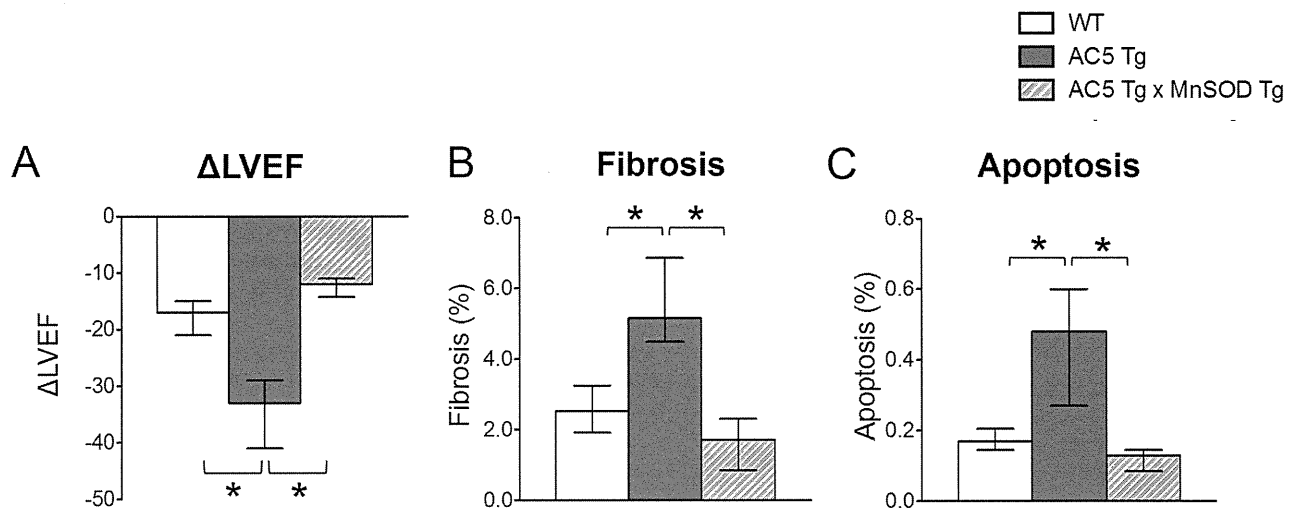 WT
AC5 Tg
AC5 Tg x MnSOD Tg
A
ΔLVEF
ΔLVEF
0
-10
-20
-30
-40
-50
*
*
B
Fibrosis
Fibrosis (%)
8.0
6.0
4.0
2.0
0.0
*
*
C
Apoptosis
Apoptosis (%)
0.8
0.6
0.4
0.2
0.0
*
*